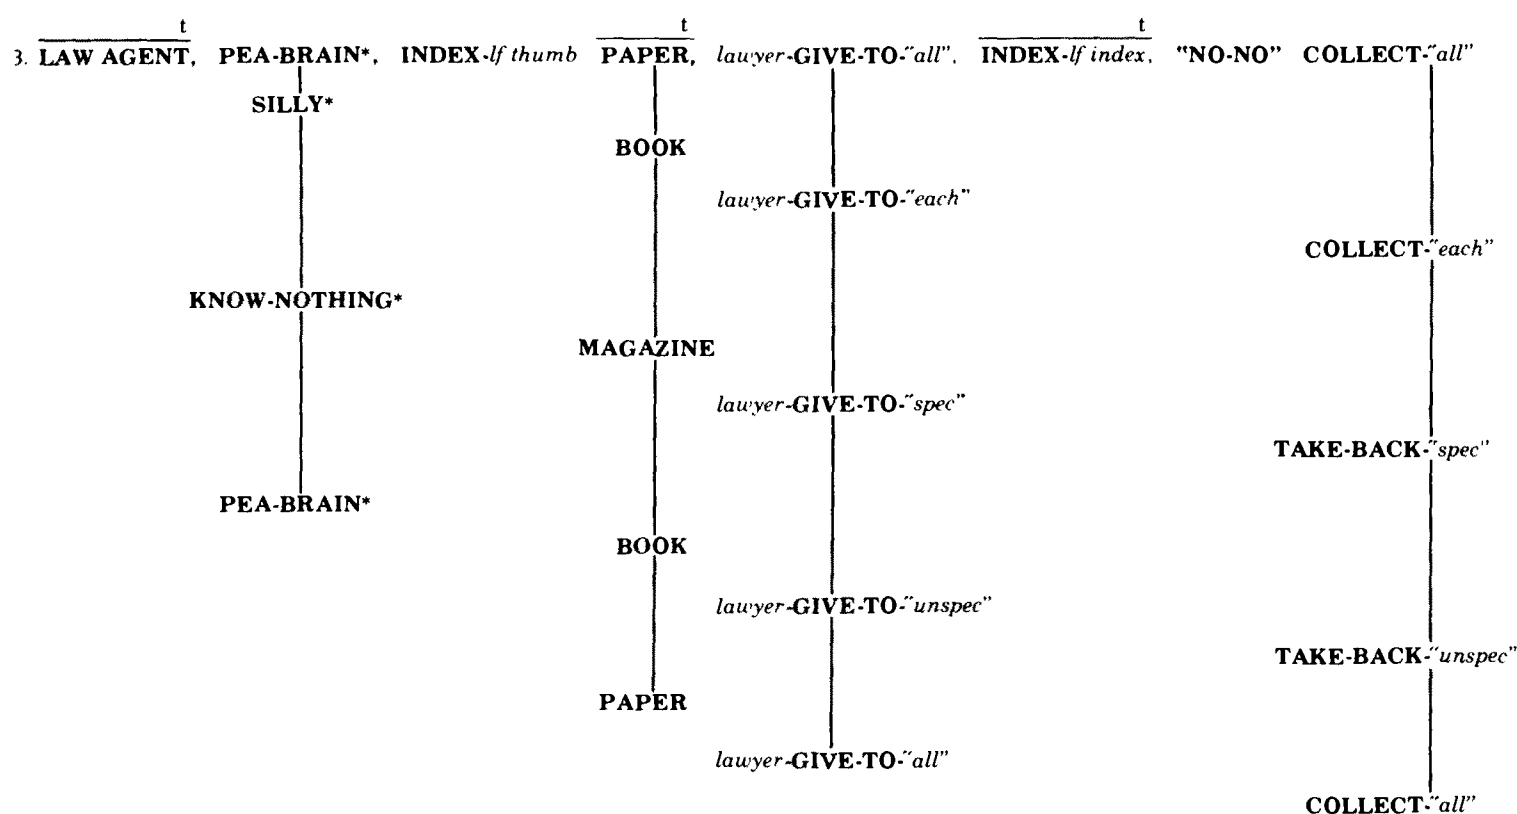 t t t
3. LAW AGENT, PEA-BRAIN*, INDEX-lf thumb PAPER, lawyer-GIVE-TO-"all", INDEX-lf index, "NO-NO" COLLECT-"all"
SILLY*
BOOK
lawyer-GIVE-TO-"each"
COLLECT-"each"
KNOW-NOTHING*
MAGAZINE
lawyer-GIVE-TO-"spec"
TAKE-BACK-"spec"
PEA-BRAIN*
BOOK
lawyer-GIVE-TO-"unspec"
TAKE-BACK-"unspec"
PAPER
lawyer-GIVE-TO-"all"
COLLECT-"all"